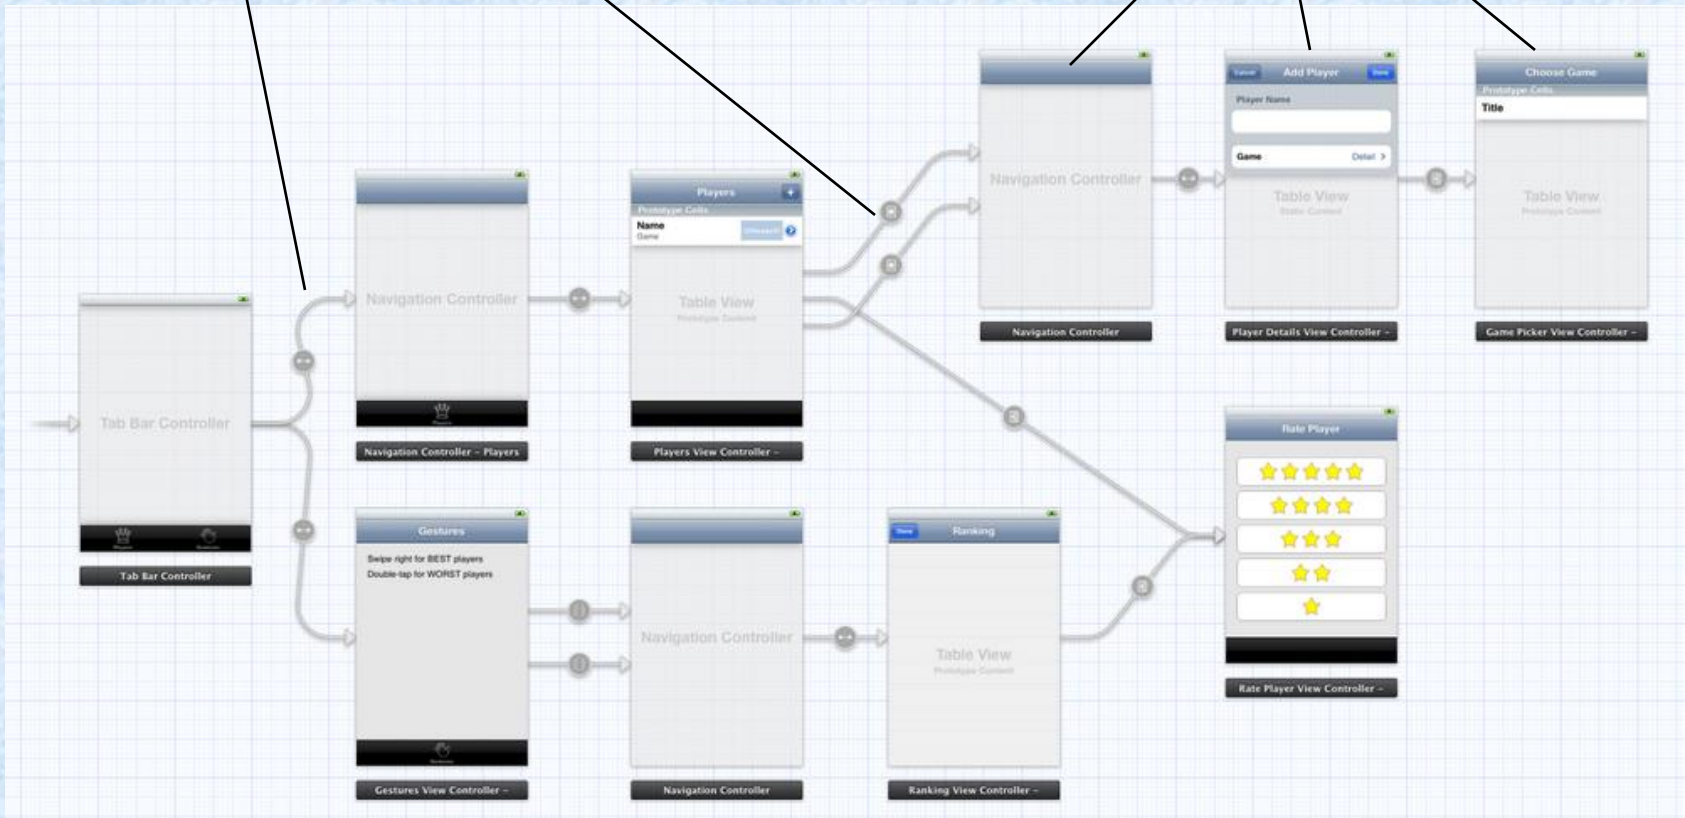 Tab Bar Controller
Players
Tab Bar Controller
Navigation Controller
Players
Navigation Controller - Players
Players
+
Prototype Cells
Name
Game
Table View
Prototype Content
Players View Controller -
Navigation Controller
Navigation Controller
Cancel
Add Player
Done
Player Name
Game
Detail
Table View
Static Content
Player Details View Controller -
Choose Game
Prototype Cells
Title
Table View
Prototype Content
Game Picker View Controller -
Gestures
Swipe right for BEST players
Double-tap for WORST players
Gestures View Controller -
Navigation Controller
Navigation Controller
Done
Ranking
Table View
Prototype Content
Ranking View Controller -
Rate Player
Rate Player View Controller -